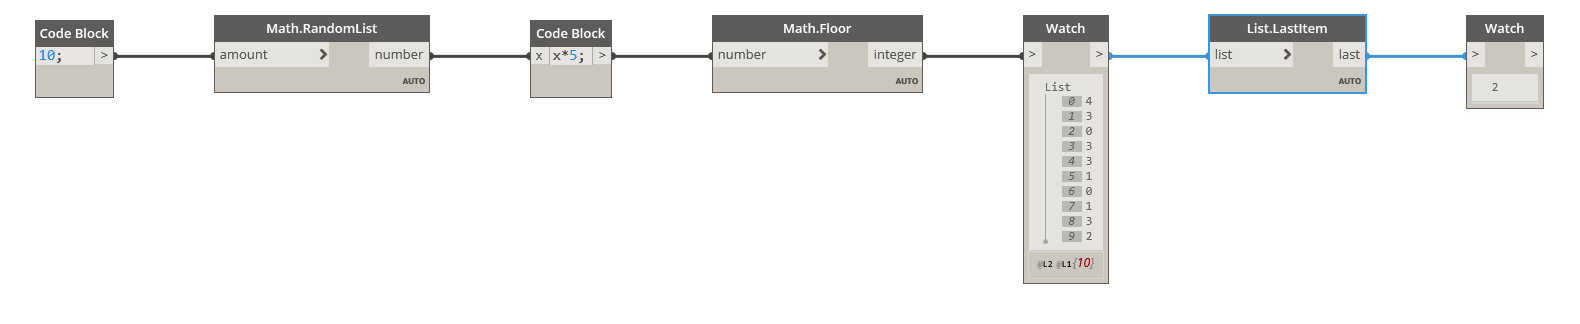 Code Block
10; >
Math.RandomList
amount > number
AUTO
Code Block
x x*5; >
Math.Floor
number > integer
AUTO
Watch
> >
List
0 4
1 3
2 0
3 3
4 3
5 1
6 0
7 1
8 3
9 2
@L2 @L1 {10}
List.LastItem
list > last
AUTO
Watch
> >
2